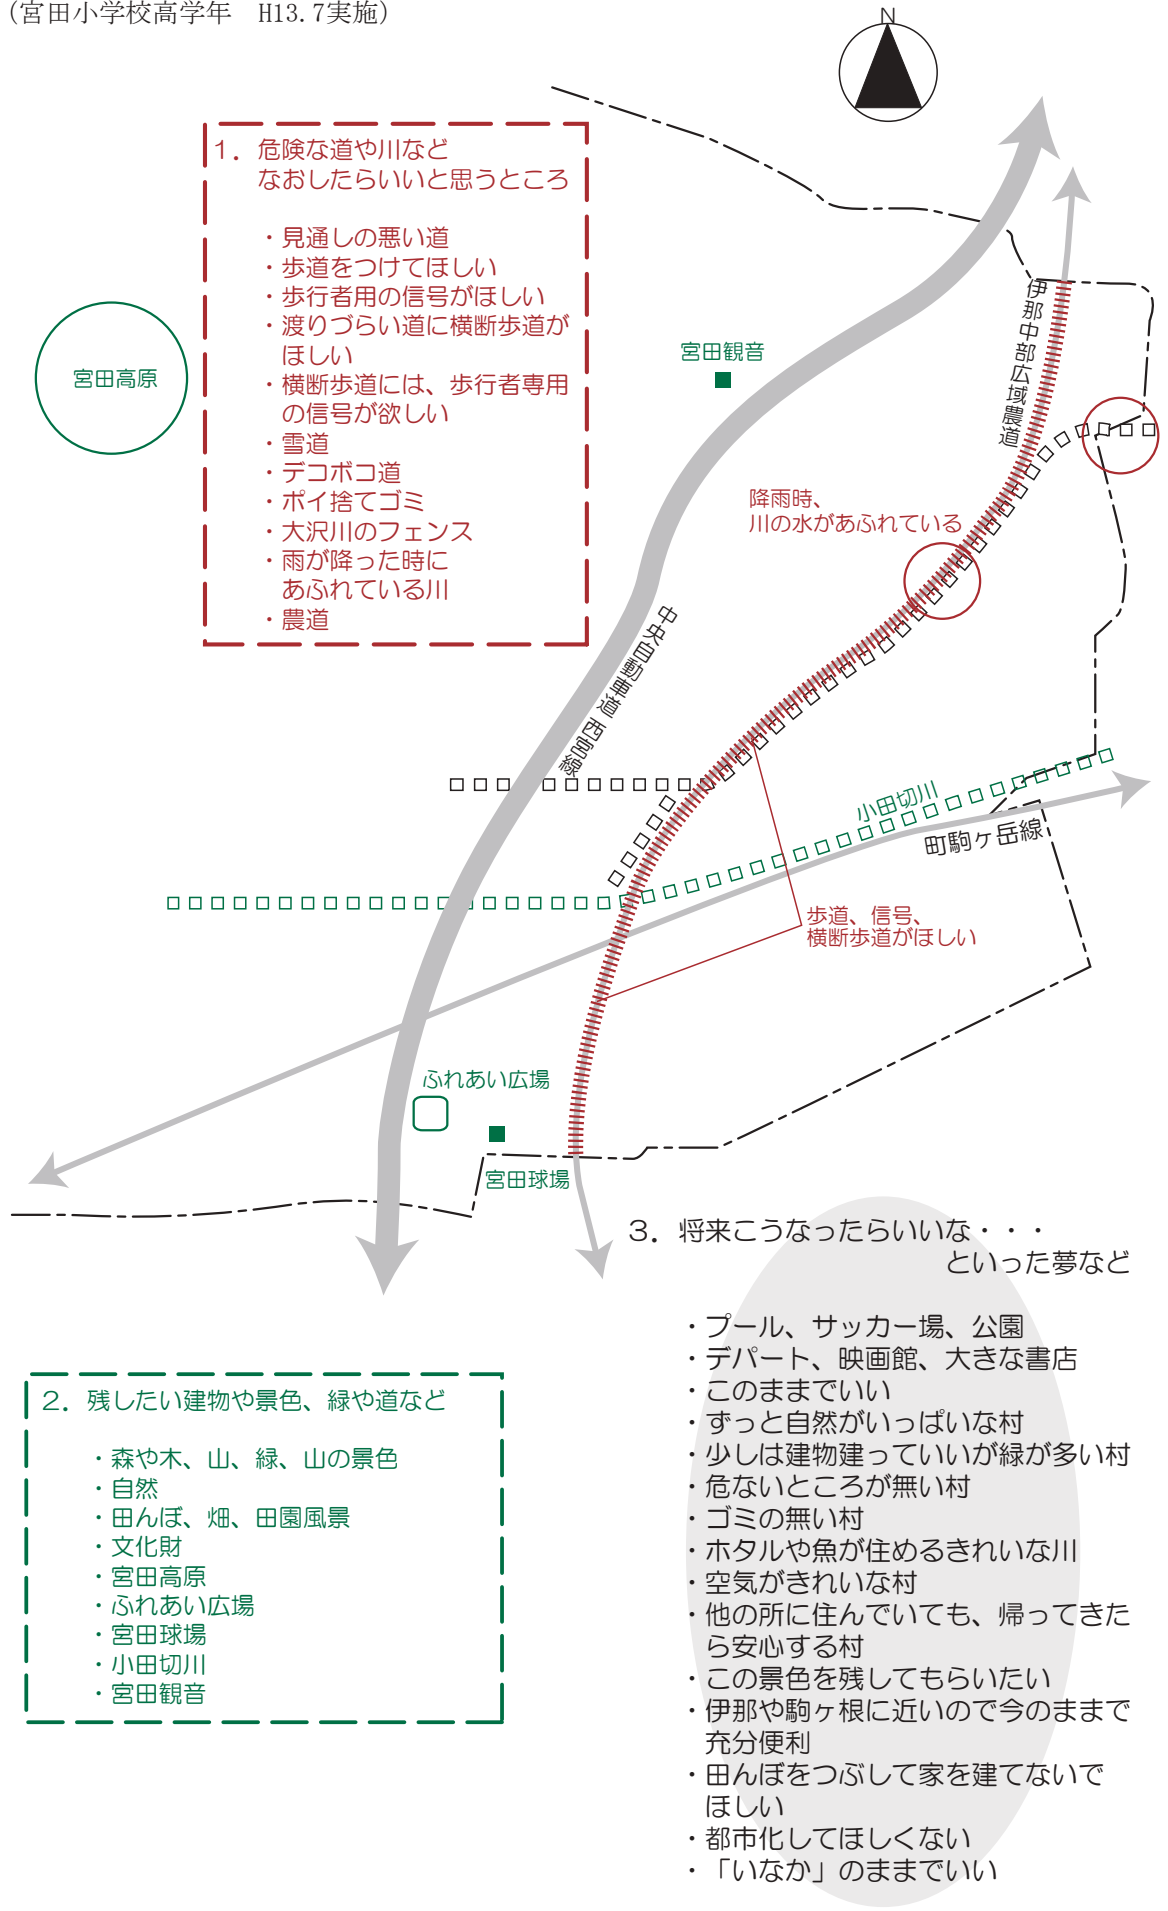 (宮田小学校高学年　H13.7実施)
N
1．危険な道や川など
なおしたらいいと思うところ
・見通しの悪い道
・歩道をつけてほしい
・歩行者用の信号がほしい
・渡りづらい道に横断歩道が
ほしい
・横断歩道には、歩行者専用
の信号が欲しい
・雪道
・デコボコ道
・ポイ捨てゴミ
・大沢川のフェンス
・雨が降った時に
あふれている川
・農道
宮田高原
宮田観音
伊那中部広域農道
降雨時、
川の水があふれている
中央自動車道 西宮線
小田切川
町駒ヶ岳線
歩道、信号、
横断歩道がほしい
ふれあい広場
宮田球場
2．残したい建物や景色、緑や道など
・森や木、山、緑、山の景色
・自然
・田んぼ、畑、田園風景
・文化財
・宮田高原
・ふれあい広場
・宮田球場
・小田切川
・宮田観音
3．将来こうなったらいいな・・・
といった夢など
・プール、サッカー場、公園
・デパート、映画館、大きな書店
・このままでいい
・ずっと自然がいっぱいな村
・少しは建物建っていいが緑が多い村
・危ないところが無い村
・ゴミの無い村
・ホタルや魚が住めるきれいな川
・空気がきれいな村
・他の所に住んでいても、帰ってきた
ら安心する村
・この景色を残してもらいたい
・伊那や駒ヶ根に近いので今のままで
充分便利
・田んぼをつぶして家を建てないで
ほしい
・都市化してほしくない
・「いなか」のままでいい